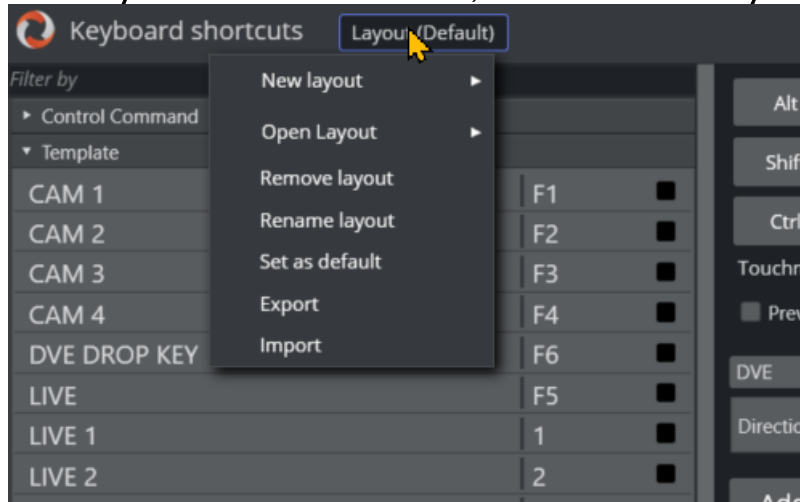 Keyboard shortcuts Layout (Default)
Filter by
Control Command
Template
New layout
Open Layout
Remove layout
Rename layout
Set as default
Export
Import
CAM 1 F1
CAM 2 F2
CAM 3 F3
CAM 4 F4
DVE DROP KEY F6
LIVE F5
LIVE 1 1
LIVE 2 2
Alt
Shif
Ctrl
Touchr
Prev
DVE
Directio